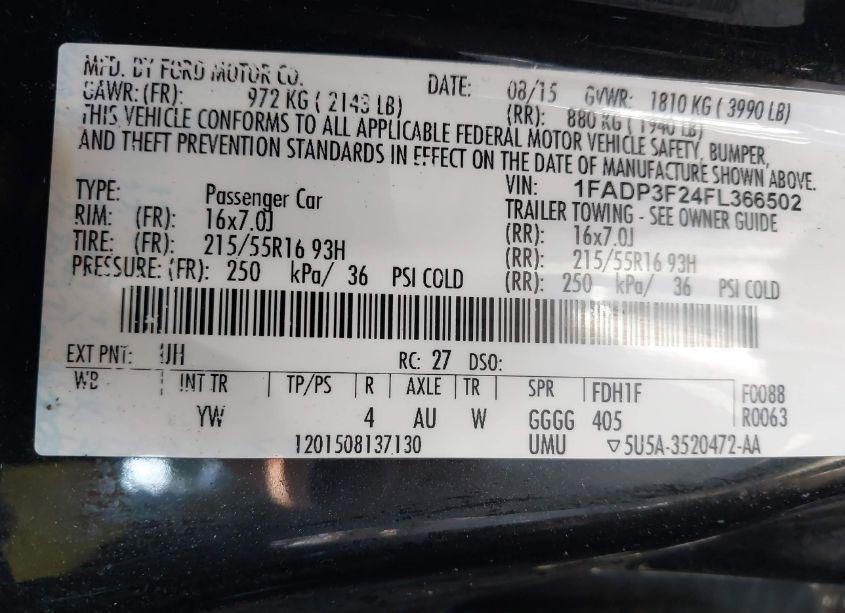 MFD. BY FORD MOTOR CO.
DATE: 08/15 GVWR: 1810 KG ( 3990 LB)
GAWR: (FR): 972 KG ( 2143 LB) (RR): 880 KG ( 1940 LB)
THIS VEHICLE CONFORMS TO ALL APPLICABLE FEDERAL MOTOR VEHICLE SAFETY, BUMPER,
AND THEFT PREVENTION STANDARDS IN EFFECT ON THE DATE OF MANUFACTURE SHOWN ABOVE.
VIN: 1FADP3F24FL366502
TYPE: Passenger Car TRAILER TOWING - SEE OWNER GUIDE
RIM: (FR): 16x7.0J (RR): 16x7.0J
TIRE: (FR): 215/55R16 93H (RR): 215/55R16 93H
PRESSURE: (FR): 250 kPa/ 36 PSI COLD (RR): 250 kPa/ 36 PSI COLD
EXT PNT: UH RC: 27 DSO:
WB INT TR TP/PS R AXLE TR SPR FDH1F F0088
YW 4 AU W GGGG 405 R0063
1201508137130 UMU ▽5U5A-3520472-AA